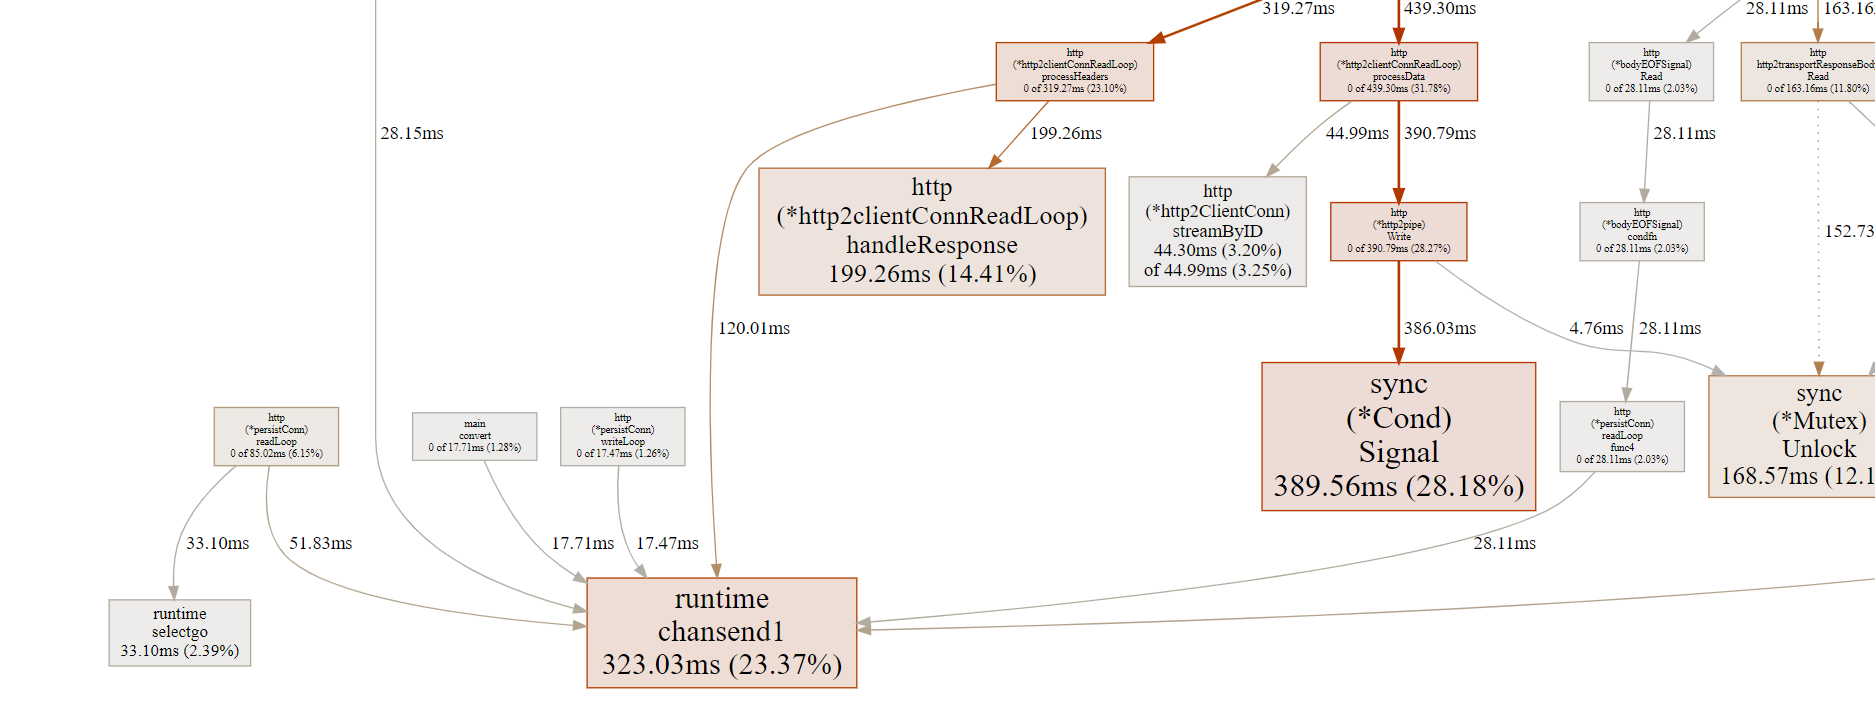 319.27ms
439.30ms
28.11ms
163.16
http
(*http2clientConnReadLoop)
processHeaders
0 of 319.27ms (23.10%)
http
(*http2clientConnReadLoop)
processData
0 of 439.30ms (31.78%)
http
(*bodyEOFSignal)
Read
0 of 28.11ms (2.03%)
http
http2transportResponseBody
Read
0 of 163.16ms (11.80%)
28.15ms
199.26ms
44.99ms
390.79ms
28.11ms
http
(*http2clientConnReadLoop)
handleResponse
199.26ms (14.41%)
http
(*http2ClientConn)
streamByID
44.30ms (3.20%)
of 44.99ms (3.25%)
http
(*http2pipe)
Write
0 of 390.79ms (28.27%)
http
(*bodyEOFSignal)
condfn
0 of 28.11ms (2.03%)
152.73
120.01ms
386.03ms
4.76ms
28.11ms
sync
(*Cond)
Signal
389.56ms (28.18%)
sync
(*Mutex)
Unlock
168.57ms (12.1
http
(*persistConn)
readLoop
0 of 85.02ms (6.15%)
main
convert
0 of 17.71ms (1.28%)
http
(*persistConn)
writeLoop
0 of 17.47ms (1.26%)
http
(*persistConn)
readLoop
func4
0 of 28.11ms (2.03%)
33.10ms
51.83ms
17.71ms
17.47ms
28.11ms
runtime
selectgo
33.10ms (2.39%)
runtime
chansend1
323.03ms (23.37%)